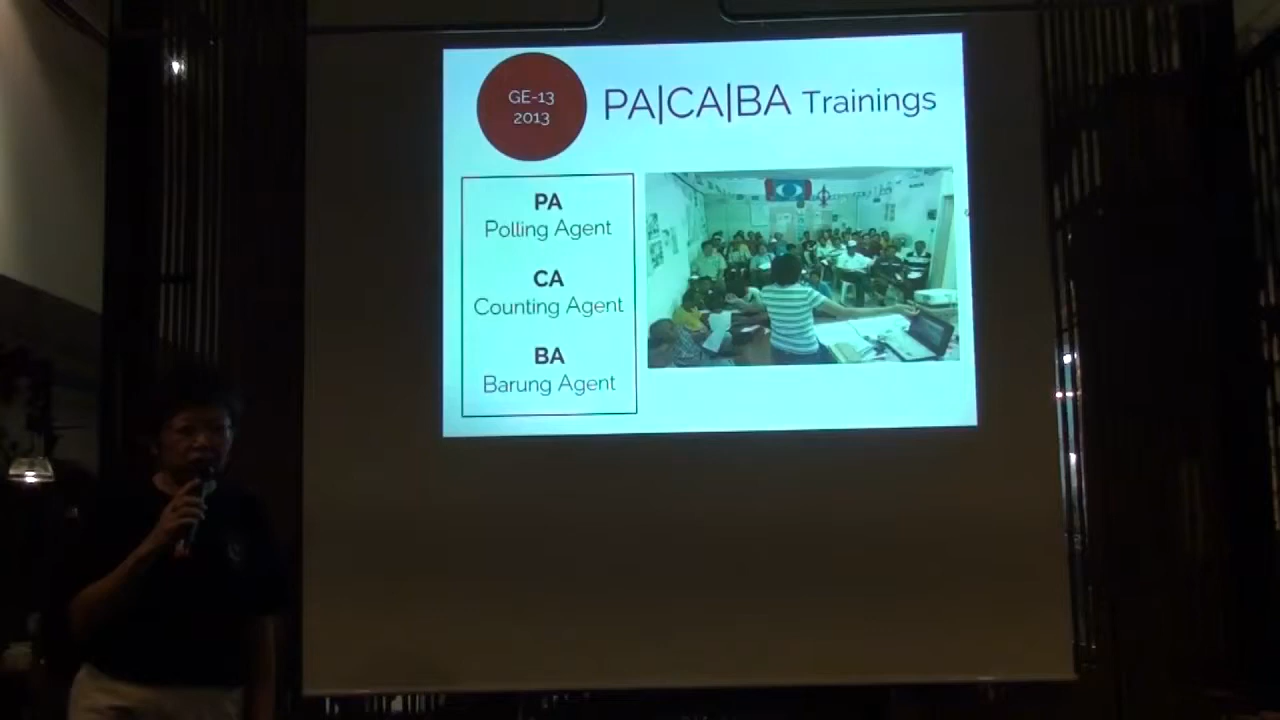 GE-13
2013
PA|CA|BA Trainings
PA
Polling Agent
CA
Counting Agent
BA
Barung Agent